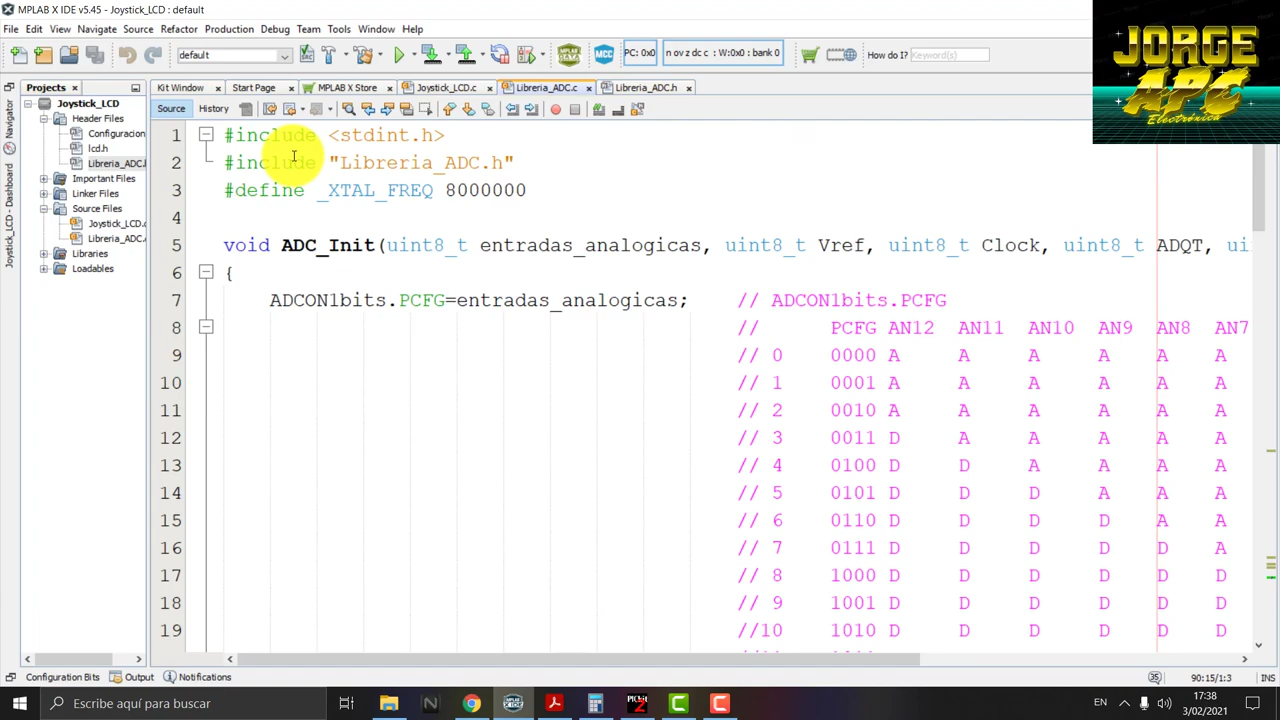 MPLAB X IDE v5.45 - Joystick_LCD : default
File Edit View Navigate Source Refactor Production Debug Team Tools Window Help
default
PC: 0x0
n ov z dc c : W:0x0 : bank 0
How do I?
Keyword(s)
JORGE
APC
Electrónica
Projects
Kit Window
Start Page
MPLAB X Store
Joystick_LCD.c
Libreria_ADC.c
Libreria_ADC.h
Source
History
Navigator
Joystick_LCD - Dashboard
Joystick_LCD
Header Files
Configuracion
lcd.h
Libreria_ADC.
Important Files
Linker Files
Source Files
Joystick_LCD.
Libreria_ADC.
Libraries
Loadables
1 #include <stdint.h>
2 #include "Libreria_ADC.h"
3 #define _XTAL_FREQ 8000000
4
5 void ADC_Init(uint8_t entradas_analogicas, uint8_t Vref, uint8_t Clock, uint8_t ADQT, ui
6 {
7 ADCON1bits.PCFG=entradas_analogicas; // ADCON1bits.PCFG
8 // PCFG AN12 AN11 AN10 AN9 AN8 AN7
9 // 0 0000 A A A A A A
10 // 1 0001 A A A A A A
11 // 2 0010 A A A A A A
12 // 3 0011 D A A A A A
13 // 4 0100 D D A A A A
14 // 5 0101 D D D A A A
15 // 6 0110 D D D D A A
16 // 7 0111 D D D D D A
17 // 8 1000 D D D D D D
18 // 9 1001 D D D D D D
19 //10 1010 D D D D D D
Configuration Bits
Output
Notifications
35
90:15/1:3
INS
Escribe aquí para buscar
EN
17:38
3/02/2021